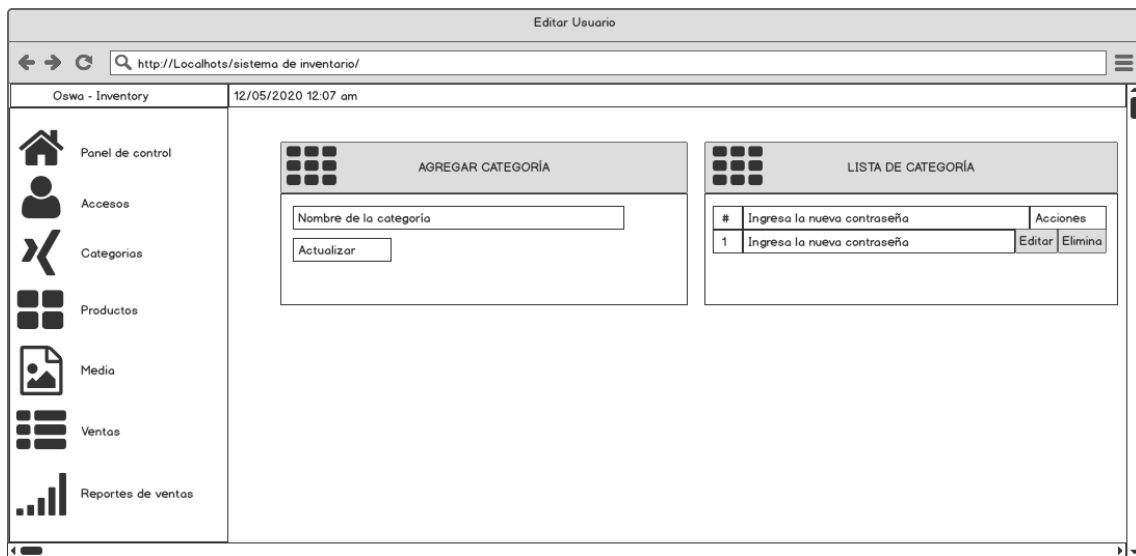 Editar Usuario
http://Localhots/sistema de inventario/
Oswa - Inventory
12/05/2020 12:07 am
Panel de control
Accesos
Categorias
Productos
Media
Ventas
Reportes de ventas
AGREGAR CATEGORÍA
Nombre de la categoría
Actualizar
LISTA DE CATEGORÍA
# Ingresa la nueva contraseña Acciones
1 Ingresa la nueva contraseña Editar Elimina